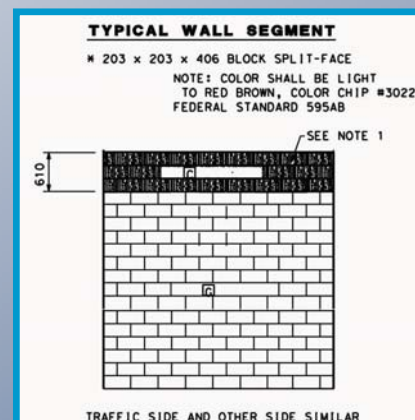 TYPICAL WALL SEGMENT
* 203 x 203 x 406 BLOCK SPLIT-FACE
NOTE: COLOR SHALL BE LIGHT
TO RED BROWN, COLOR CHIP #3022
FEDERAL STANDARD 595AB
SEE NOTE 1
610
C
G
TRAFFIC SIDE AND OTHER SIDE SIMILAR